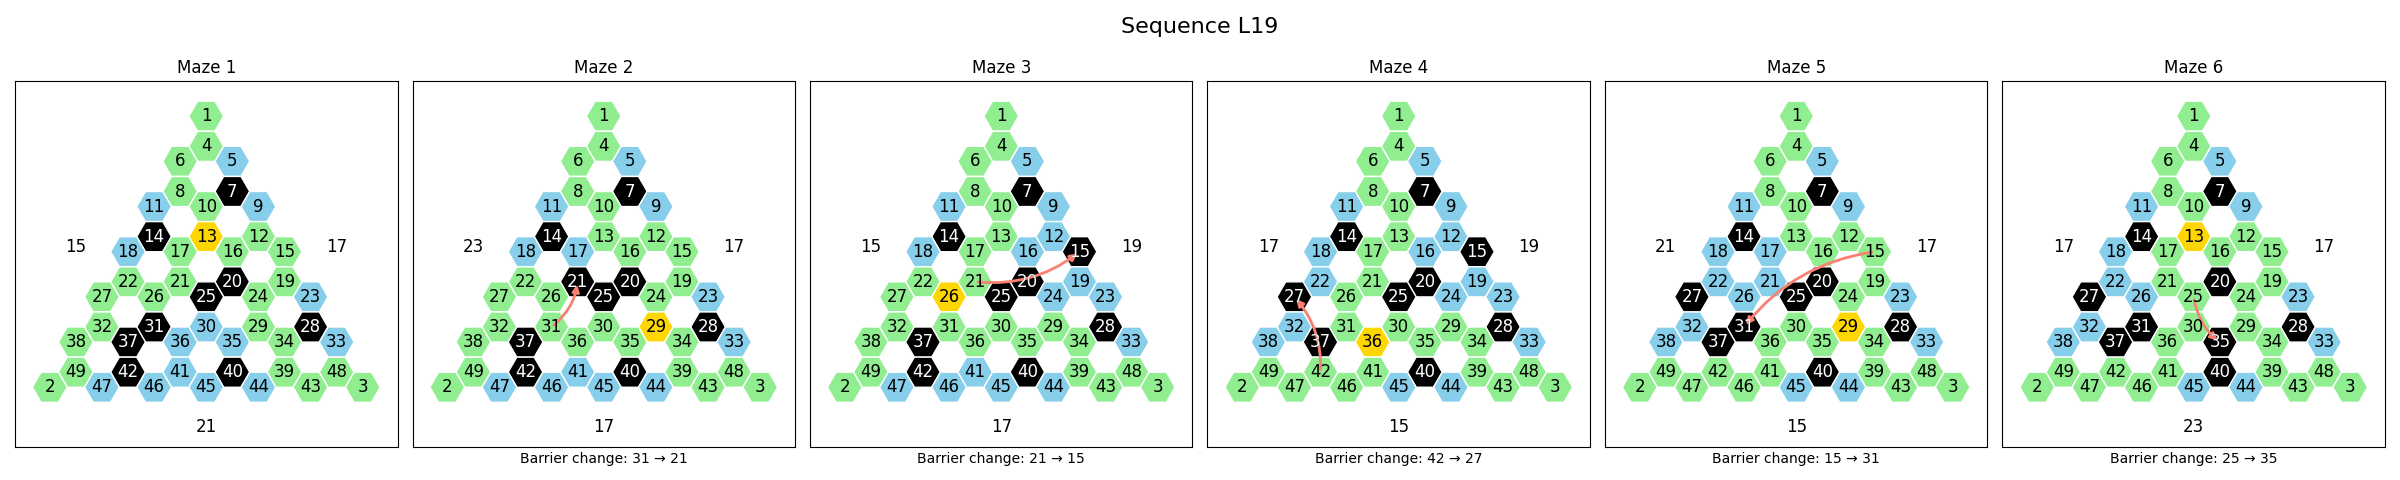 Sequence L19
Maze 1
1
4
6 5
8 7
11 10 9
14 13 12
15 18 17 16 15 17
22 21 20 19
27 26 25 24 23
32 31 30 29 28
38 37 36 35 34 33
49 42 41 40 39 48
2 47 46 45 44 43 3
21
Maze 2
1
4
6 5
8 7
11 10 9
14 13 12
23 18 17 16 15 17
22 21 20 19
27 26 25 24 23
32 31 30 29 28
38 37 36 35 34 33
49 42 41 40 39 48
2 47 46 45 44 43 3
17
Barrier change: 31 → 21
Maze 3
1
4
6 5
8 7
11 10 9
14 13 12
15 18 17 16 15 19
22 21 20 19
27 26 25 24 23
32 31 30 29 28
38 37 36 35 34 33
49 42 41 40 39 48
2 47 46 45 44 43 3
17
Barrier change: 21 → 15
Maze 4
1
4
6 5
8 7
11 10 9
14 13 12
17 18 17 16 15 19
22 21 20 19
27 26 25 24 23
32 31 30 29 28
38 37 36 35 34 33
49 42 41 40 39 48
2 47 46 45 44 43 3
15
Barrier change: 42 → 27
Maze 5
1
4
6 5
8 7
11 10 9
14 13 12
21 18 17 16 15 17
22 21 20 19
27 26 25 24 23
32 31 30 29 28
38 37 36 35 34 33
49 42 41 40 39 48
2 47 46 45 44 43 3
15
Barrier change: 15 → 31
Maze 6
1
4
6 5
8 7
11 10 9
14 13 12
17 18 17 16 15 17
22 21 20 19
27 26 25 24 23
32 31 30 29 28
38 37 36 35 34 33
49 42 41 40 39 48
2 47 46 45 44 43 3
23
Barrier change: 25 → 35